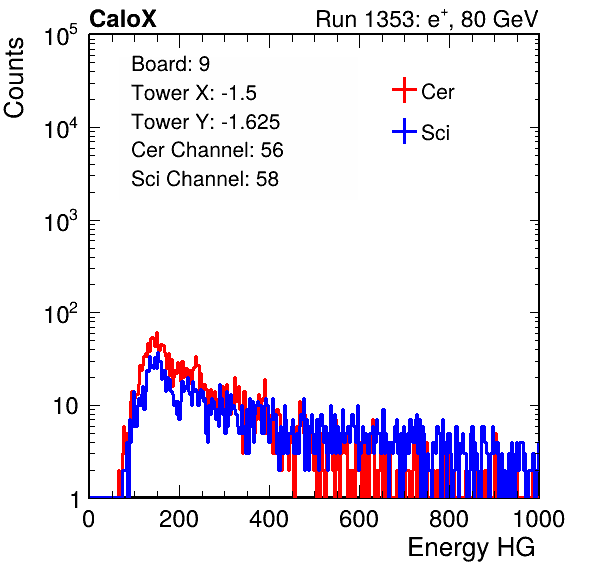 CaloX Run 1353: e⁺, 80 GeV
Counts
10⁵
10⁴
10³
10²
10
1
Board: 9
Tower X: -1.5
Tower Y: -1.625
Cer Channel: 56
Sci Channel: 58
Cer
Sci
0 200 400 600 800 1000
Energy HG